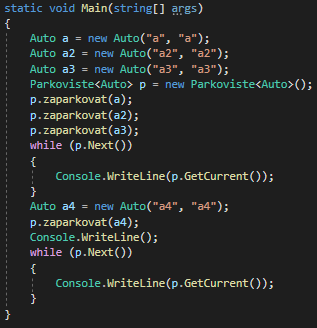 static void Main(string[] args)
{
Auto a = new Auto("a", "a");
Auto a2 = new Auto("a2", "a2");
Auto a3 = new Auto("a3", "a3");
Parkoviste<Auto> p = new Parkoviste<Auto>();
p.zaparkovat(a);
p.zaparkovat(a2);
p.zaparkovat(a3);
while (p.Next())
{
Console.WriteLine(p.GetCurrent());
}
Auto a4 = new Auto("a4", "a4");
p.zaparkovat(a4);
Console.WriteLine();
while (p.Next())
{
Console.WriteLine(p.GetCurrent());
}
}